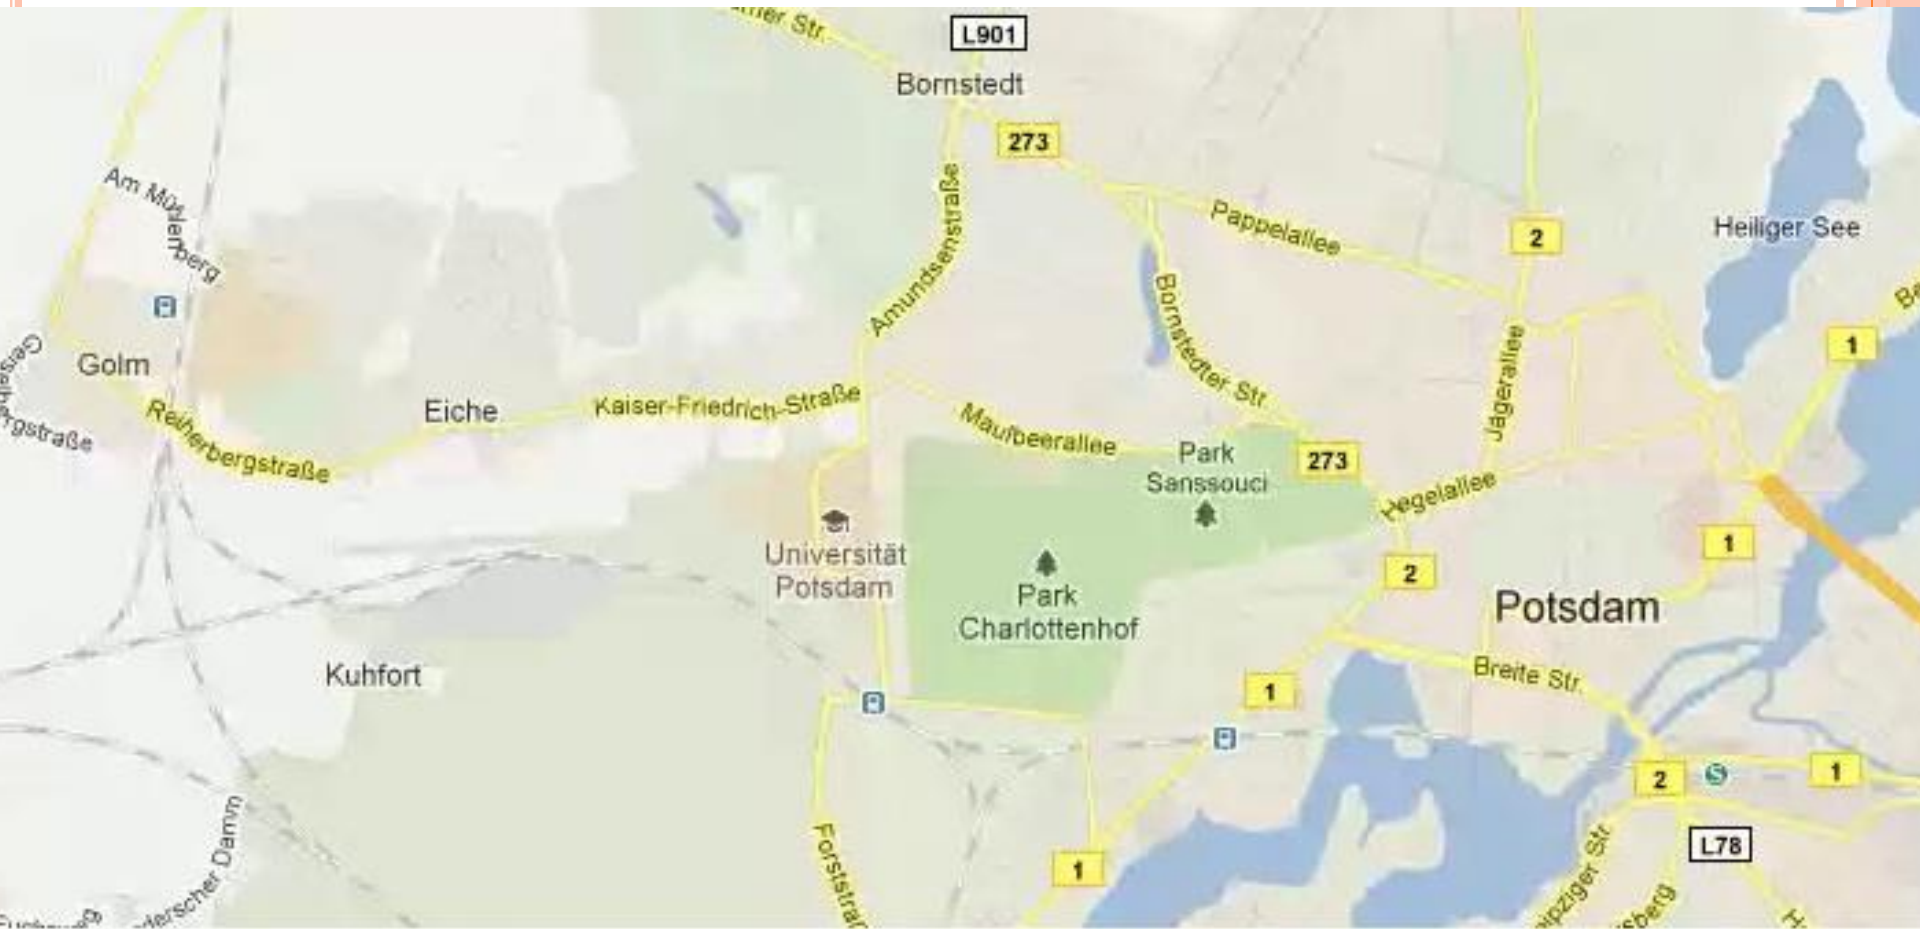 L901
Bornstedt
273
Am Mühlenberg
Amundsenstraße
Pappelallee
2
Heiliger See
1
Golm
Bornstedter Str
Jägerallee
Eiche
Kaiser-Friedrich-Straße
Reiherbergstraße
Maulbeerallee
Park
Sanssouci
273
Hegelallee
Universität
Potsdam
Park
Charlottenhof
2
1
Potsdam
Kuhfort
Breite Str.
1
2
S
1
L78
1